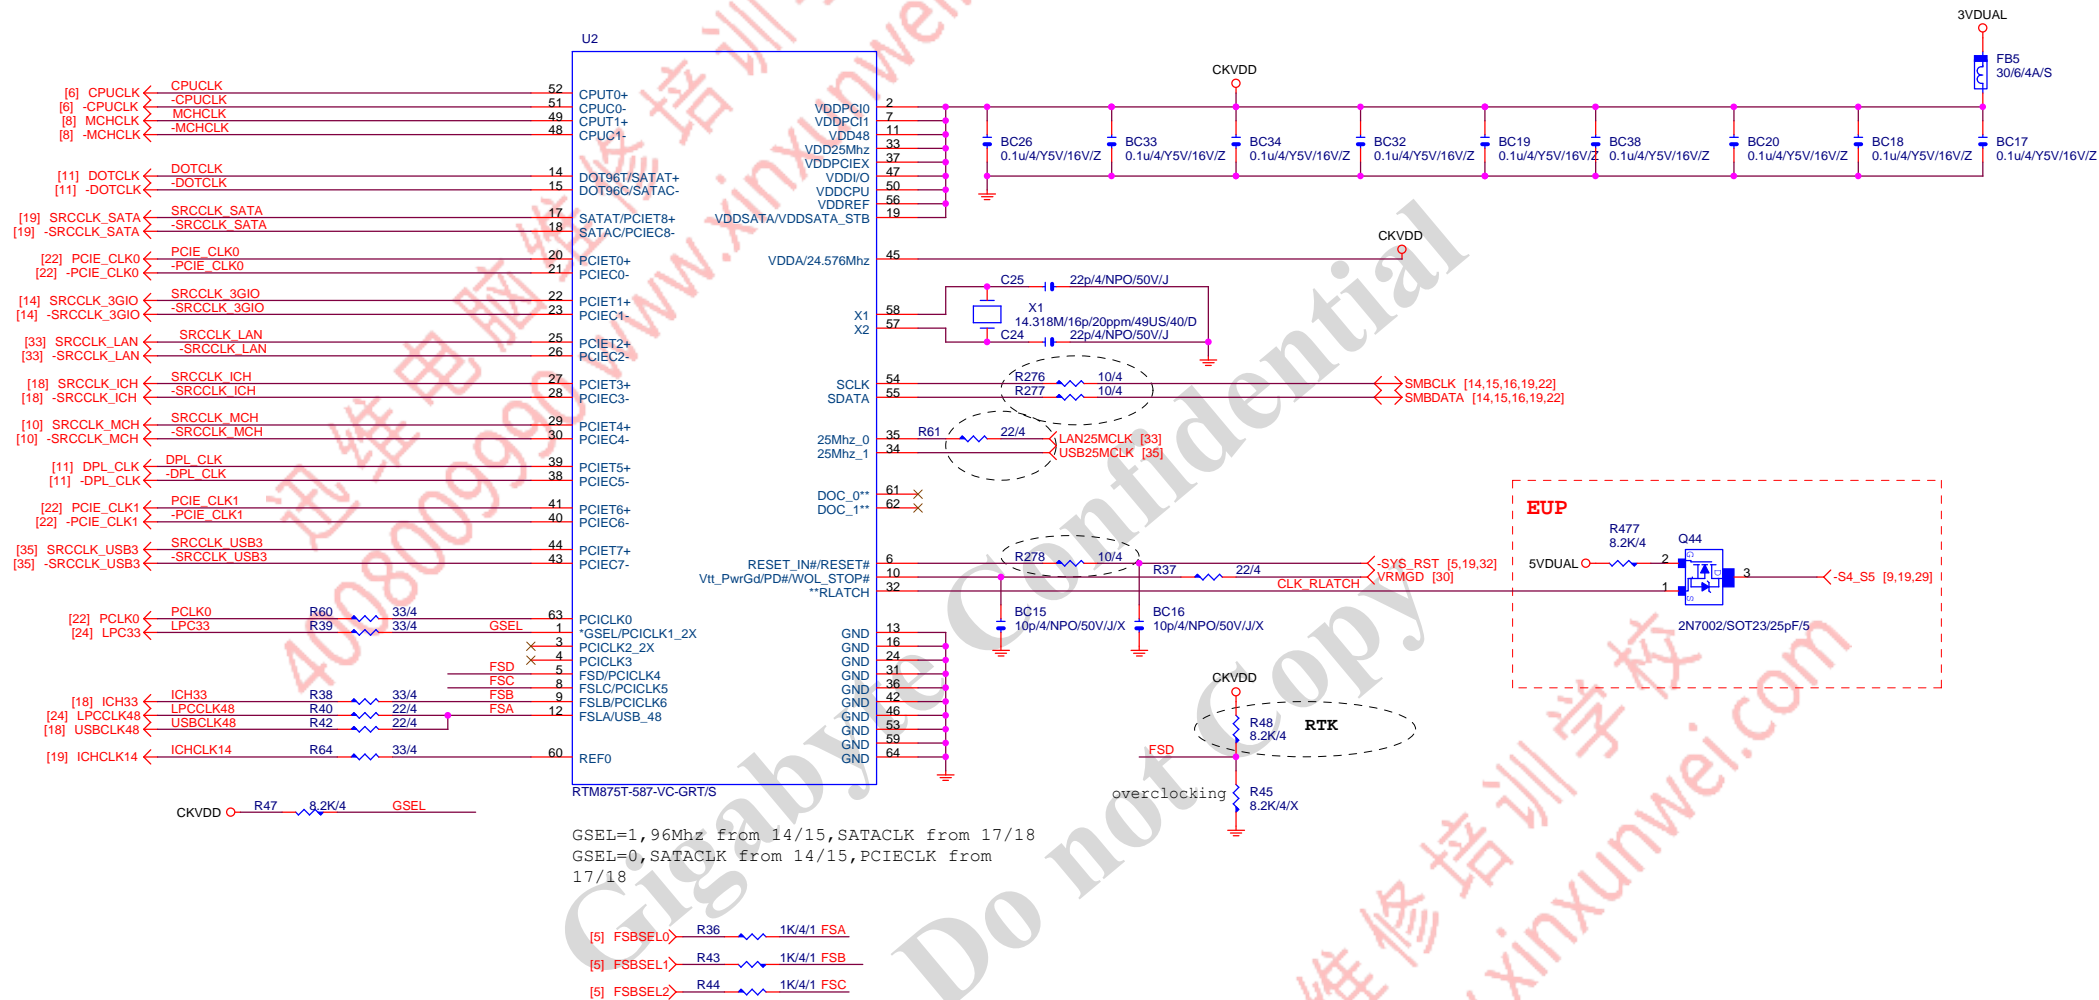 U2
[6] CPUCLK CPUCLK 52 CPUT0+
[6] -CPUCLK -CPUCLK 51 CPUC0-
[8] MCHCLK MCHCLK 49 CPUT1+
[8] -MCHCLK -MCHCLK 48 CPUC1-
[11] DOTCLK DOTCLK 14 DOT96T/SATAT+
[11] -DOTCLK -DOTCLK 15 DOT96C/SATAC-
[19] SRCCLK_SATA SRCCLK_SATA 17 SATAT/PCIET8+
[19] -SRCCLK_SATA -SRCCLK_SATA 18 SATAC/PCIEC8-
[22] PCIE_CLK0 PCIE_CLK0 20 PCIET0+
[22] -PCIE_CLK0 -PCIE_CLK0 21 PCIEC0-
[14] SRCCLK_3GIO SRCCLK_3GIO 22 PCIET1+
[14] -SRCCLK_3GIO -SRCCLK_3GIO 23 PCIEC1-
[33] SRCCLK_LAN SRCCLK_LAN 25 PCIET2+
[33] -SRCCLK_LAN -SRCCLK_LAN 26 PCIEC2-
[18] SRCCLK_ICH SRCCLK_ICH 27 PCIET3+
[18] -SRCCLK_ICH -SRCCLK_ICH 28 PCIEC3-
[10] SRCCLK_MCH SRCCLK_MCH 29 PCIET4+
[10] -SRCCLK_MCH -SRCCLK_MCH 30 PCIEC4-
[11] DPL_CLK DPL_CLK 39 PCIET5+
[11] -DPL_CLK -DPL_CLK 38 PCIEC5-
[22] PCIE_CLK1 PCIE_CLK1 41 PCIET6+
[22] -PCIE_CLK1 -PCIE_CLK1 40 PCIEC6-
[35] SRCCLK_USB3 SRCCLK_USB3 44 PCIET7+
[35] -SRCCLK_USB3 -SRCCLK_USB3 43 PCIEC7-
[22] PCLK0 PCLK0 R60 33/4 63 PCICLK0
[24] LPC33 LPC33 R39 33/4 GSEL 1 *GSEL/PCICLK1_2X
3 PCICLK2_2X
4 PCICLK3
FSD 5 FSD/PCICLK4
FSC 8 FSLC/PCICLK5
[18] ICH33 ICH33 R38 33/4 FSB 9 FSLB/PCICLK6
[24] LPCCLK48 LPCCLK48 R40 22/4 FSA 12 FSLA/USB_48
[18] USBCLK48 USBCLK48 R42 22/4
[19] ICHCLK14 ICHCLK14 R64 33/4 60 REF0
CKVDD R47 8.2K/4 GSEL
VDDPCI0 2
VDDPCI1 7
VDD48 11
VDD25Mhz 33
VDDPCIEX 37
VDDI/O 47
VDDCPU 50
VDDREF 56
VDDSATA/VDDSATA_STB 19
VDDA/24.576Mhz 45
X1 58
X2 57
SCLK 54
SDATA 55
25Mhz_0 35
25Mhz_1 34
DOC_0** 61
DOC_1** 62
RESET_IN#/RESET# 6
Vtt_PwrGd/PD#/WOL_STOP# 10
**RLATCH 32
GND 13
GND 16
GND 24
GND 31
GND 36
GND 42
GND 46
GND 53
GND 59
GND 64
RTM875T-587-VC-GRT/S
3VDUAL
FB5
30/6/4A/S
CKVDD
BC26
0.1u/4/Y5V/16V/Z
BC33
0.1u/4/Y5V/16V/Z
BC34
0.1u/4/Y5V/16V/Z
BC32
0.1u/4/Y5V/16V/Z
BC19
0.1u/4/Y5V/16V/Z
BC38
0.1u/4/Y5V/16V/Z
BC20
0.1u/4/Y5V/16V/Z
BC18
0.1u/4/Y5V/16V/Z
BC17
0.1u/4/Y5V/16V/Z
CKVDD
C25 22p/4/NPO/50V/J
X1
14.318M/16p/20ppm/49US/40/D
C24 22p/4/NPO/50V/J
R276 10/4 SMBCLK [14,15,16,19,22]
R277 10/4 SMBDATA [14,15,16,19,22]
R61 22/4 LAN25MCLK [33]
USB25MCLK [35]
R278 10/4 -SYS_RST [5,19,32]
R37 22/4 VRMGD [30]
CLK_RLATCH
BC15
10p/4/NPO/50V/J/X
BC16
10p/4/NPO/50V/J/X
EUP
R477
8.2K/4
Q44
5VDUAL
2 G
1 S
D 3
-S4_S5 [9,19,29]
2N7002/SOT23/25pF/5
CKVDD
R48
8.2K/4
RTK
FSD
overclocking
R45
8.2K/4/X
GSEL=1,96Mhz from 14/15,SATACLK from 17/18
GSEL=0,SATACLK from 14/15,PCIECLK from
17/18
[5] FSBSEL0 R36 1K/4/1 FSA
[5] FSBSEL1 R43 1K/4/1 FSB
[5] FSBSEL2 R44 1K/4/1 FSC
Gigabyte Confidential
Do not Copy
迅维电脑维修培训学
4008009990 www.xinxunwei
维修培训学校
.xinxunwei.com